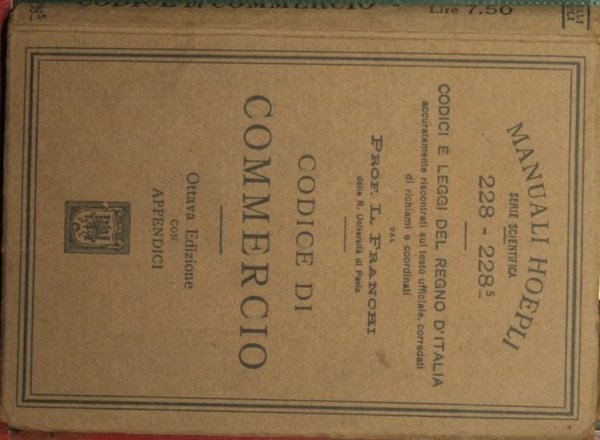 MANUALI HOEPLI
SERIE SCIENTIFICA
228 - 228⁵
CODICI E LEGGI DEL REGNO D'ITALIA
accuratamente riscontrati sul testo ufficiale, corredati
di richiami e coordinati
DAL
PROF. L. FRANCHI
della R. Università di Pavia
CODICE DI
COMMERCIO
Ottava Edizione
CON
APPENDICI
CODICE DI COMMERCIO
Lire 7.50